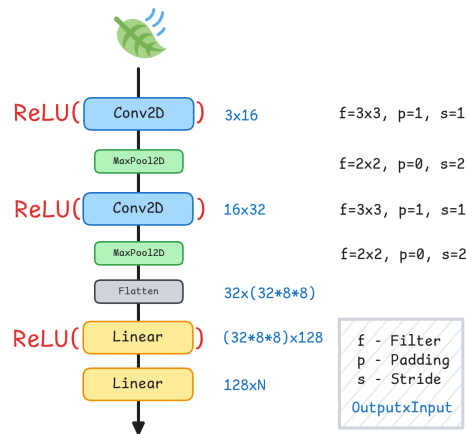 ReLU( Conv2D ) 3x16 f=3x3, p=1, s=1
MaxPool2D f=2x2, p=0, s=2
ReLU( Conv2D ) 16x32 f=3x3, p=1, s=1
MaxPool2D f=2x2, p=0, s=2
Flatten 32x(32*8*8)
ReLU( Linear ) (32*8*8)x128
Linear 128xN
f - Filter
p - Padding
s - Stride
OutputxInput